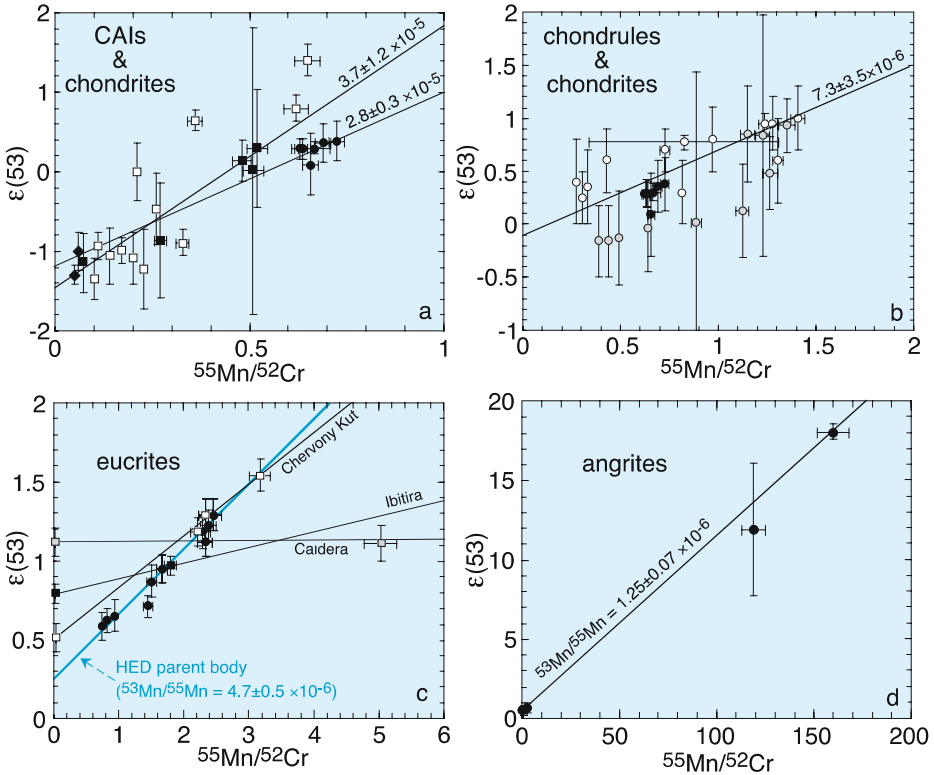 2
1
0
-1
-2
ε(53)
CAIs
&
chondrites
3.7±1.2 ×10-5
2.8±0.3 ×10-5
a
0
0.5
1
55Mn/52Cr
2
1.5
1
0.5
0
-0.5
-1
ε(53)
chondrules
&
chondrites
7.3±3.5×10-6
b
0
0.5
1
1.5
2
55Mn/52Cr
2
1.5
1
0.5
0
ε(53)
eucrites
Chervony Kut
Ibitira
Caldera
HED parent body
(53Mn/55Mn = 4.7±0.5 ×10-6)
c
0
1
2
3
4
5
6
55Mn/52Cr
20
15
10
5
0
ε(53)
angrites
53Mn/55Mn = 1.25±0.07 ×10-6
d
0
50
100
150
200
55Mn/52Cr